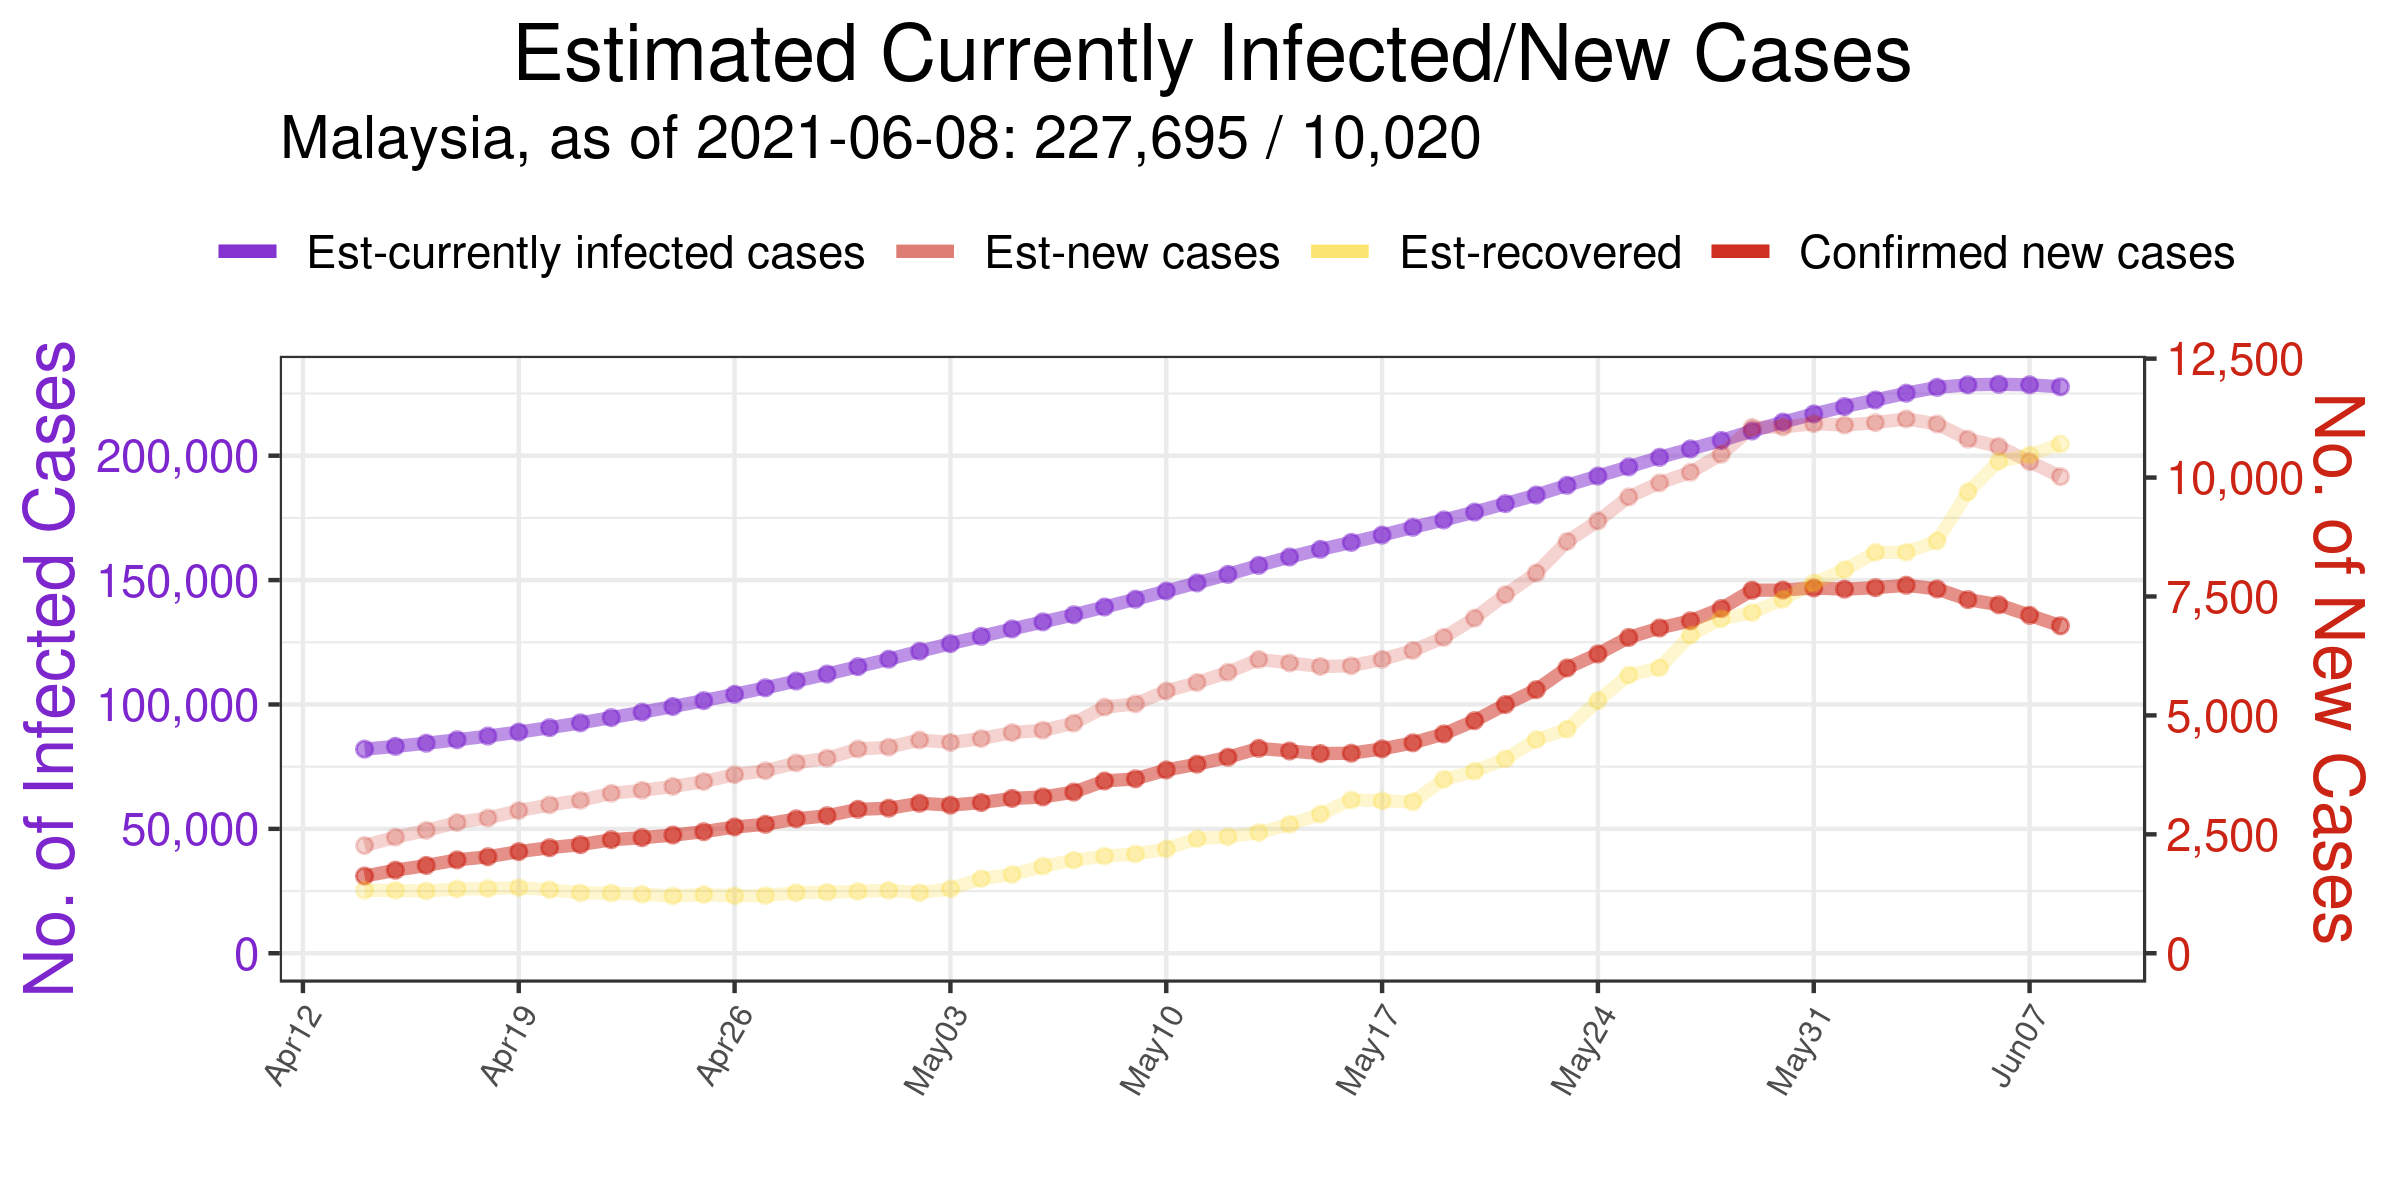 Estimated Currently Infected/New Cases
Malaysia, as of 2021-06-08: 227,695 / 10,020
Est-currently infected cases Est-new cases Est-recovered Confirmed new cases
No. of Infected Cases
200,000
150,000
100,000
50,000
0
12,500
10,000
7,500
5,000
2,500
0
No. of New Cases
Apr12 Apr19 Apr26 May03 May10 May17 May24 May31 Jun07